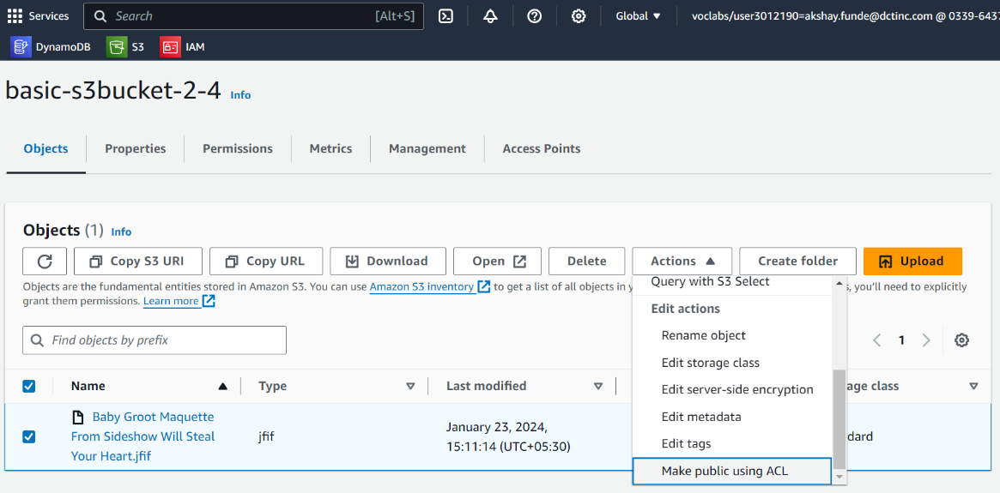 Services
Search [Alt+S]
Global
voclabs/user3012190=akshay.funde@dctinc.com @ 0339-6437
DynamoDB S3 IAM
basic-s3bucket-2-4 Info
Objects Properties Permissions Metrics Management Access Points
Objects (1) Info
Copy S3 URI Copy URL Download Open Delete Actions Create folder Upload
Objects are the fundamental entities stored in Amazon S3. You can use Amazon S3 inventory to get a list of all objects in y s, you'll need to explicitly
grant them permissions. Learn more
Query with S3 Select
Edit actions
Rename object
Edit storage class
Edit server-side encryption
Edit metadata
Edit tags
Make public using ACL
Find objects by prefix
1
Name Type Last modified age class
Baby Groot Maquette
From Sideshow Will Steal
Your Heart.jfif
jfif
January 23, 2024,
15:11:14 (UTC+05:30)
dard